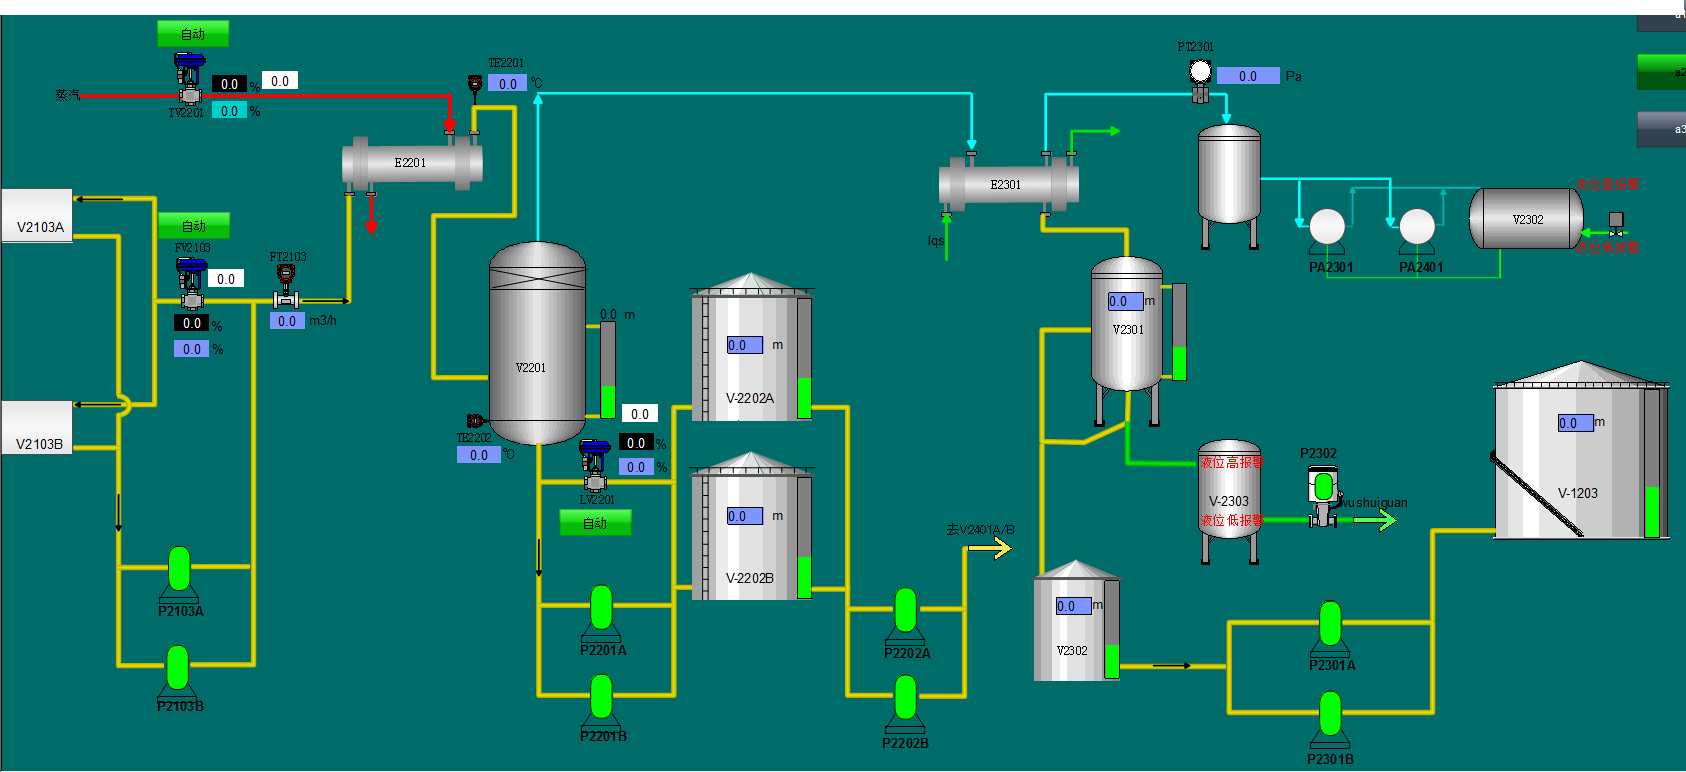 a2
a3
自动
0.0 % 0.0
0.0 %
蒸汽
TV2201
TE2201
0.0 ℃
PT2301
0.0 Pa
E2201
E2301
lqs
V2103A
自动
FV2103
0.0
0.0 %
0.0 %
FT2103
0.0 m3/h
V2103B
V2201
0.0 m
TE2202
0.0 ℃
0.0
0.0 %
0.0 %
LV2201
自动
0.0 m
V-2202A
0.0 m
V-2202B
0.0 m
V2301
PA2301
PA2401
V2302
液位高报警
V-2303
液位低报警
P2302
wushuiguan
0.0 m
V-1203
去V2401A/B
0.0 m
V2302
P2103A
P2103B
P2201A
P2201B
P2202A
P2202B
P2301A
P2301B